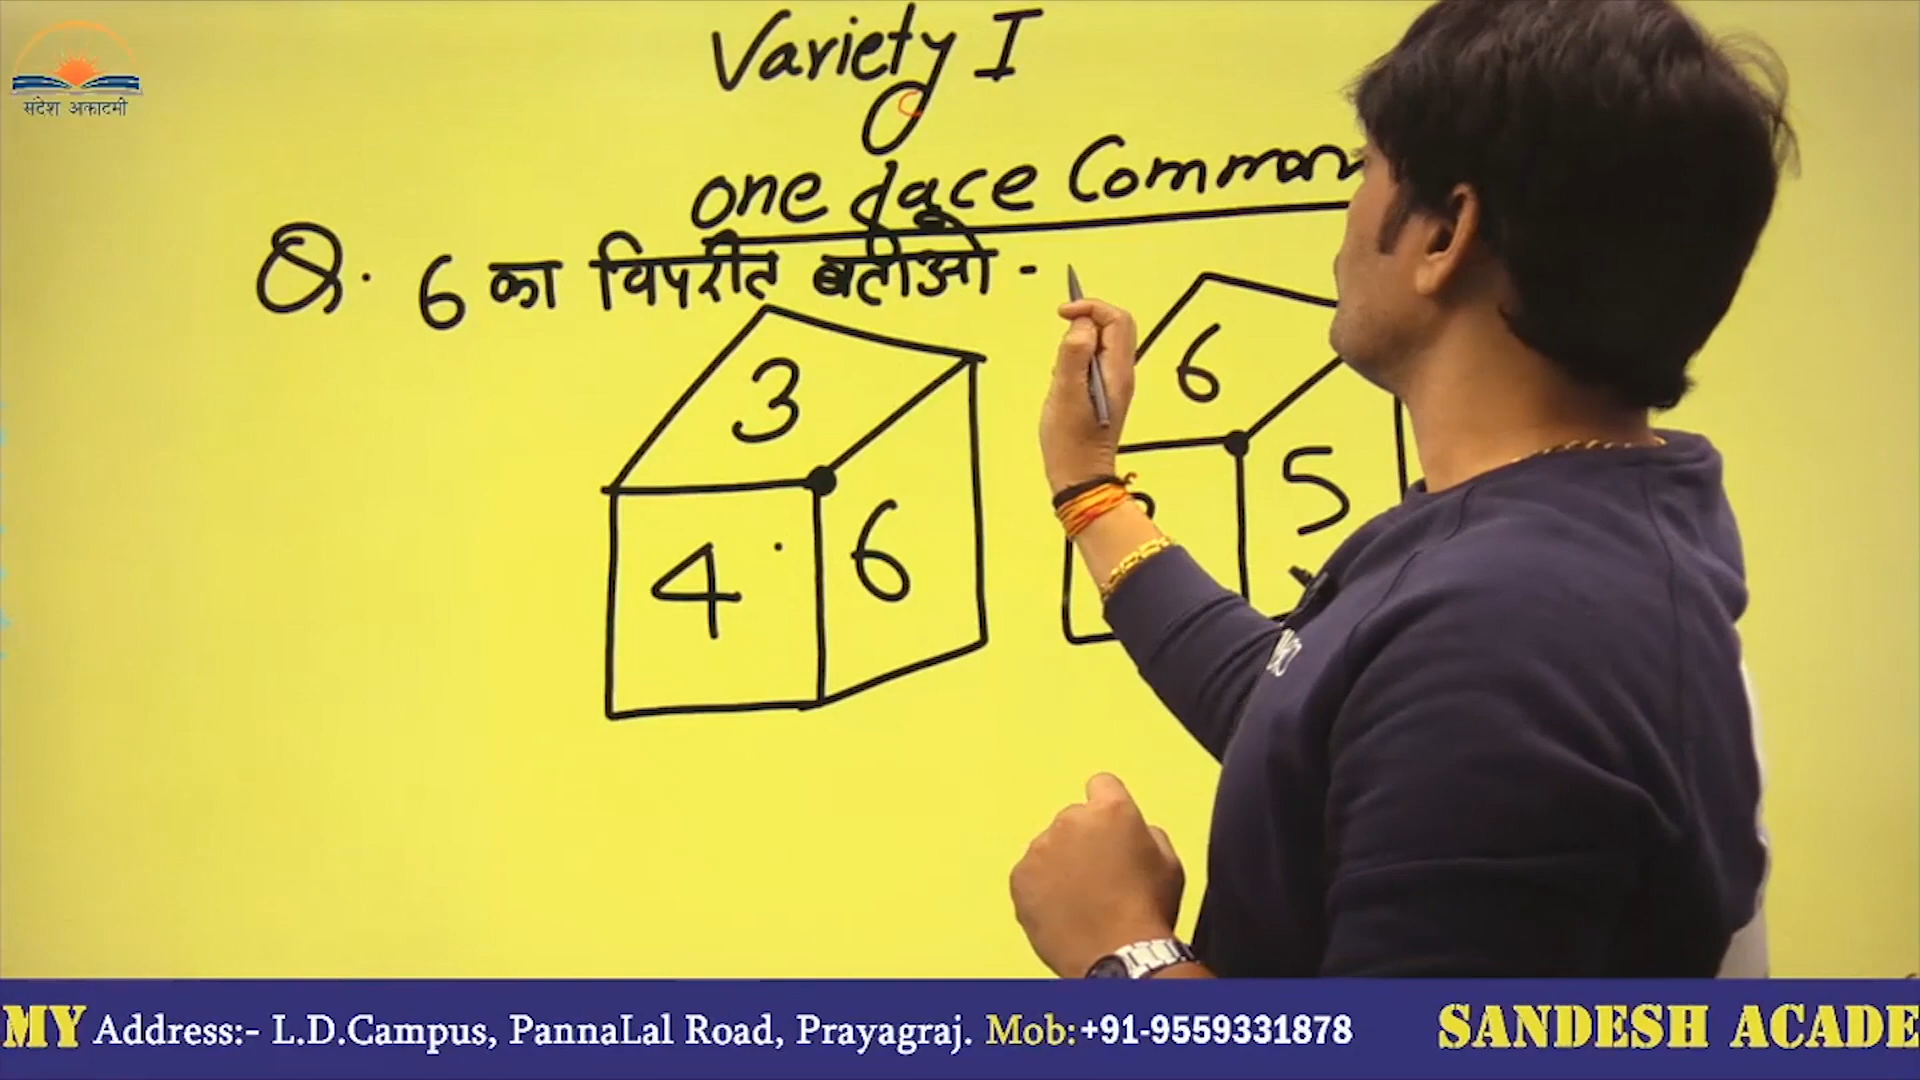 संदेश अकादमी
Variety I
one face Common
Q. 6 का विपरीत बताओ -
3
4
6
6
5
MY Address:- L.D.Campus, PannaLal Road, Prayagraj. Mob:+91-9559331878 SANDESH ACADE